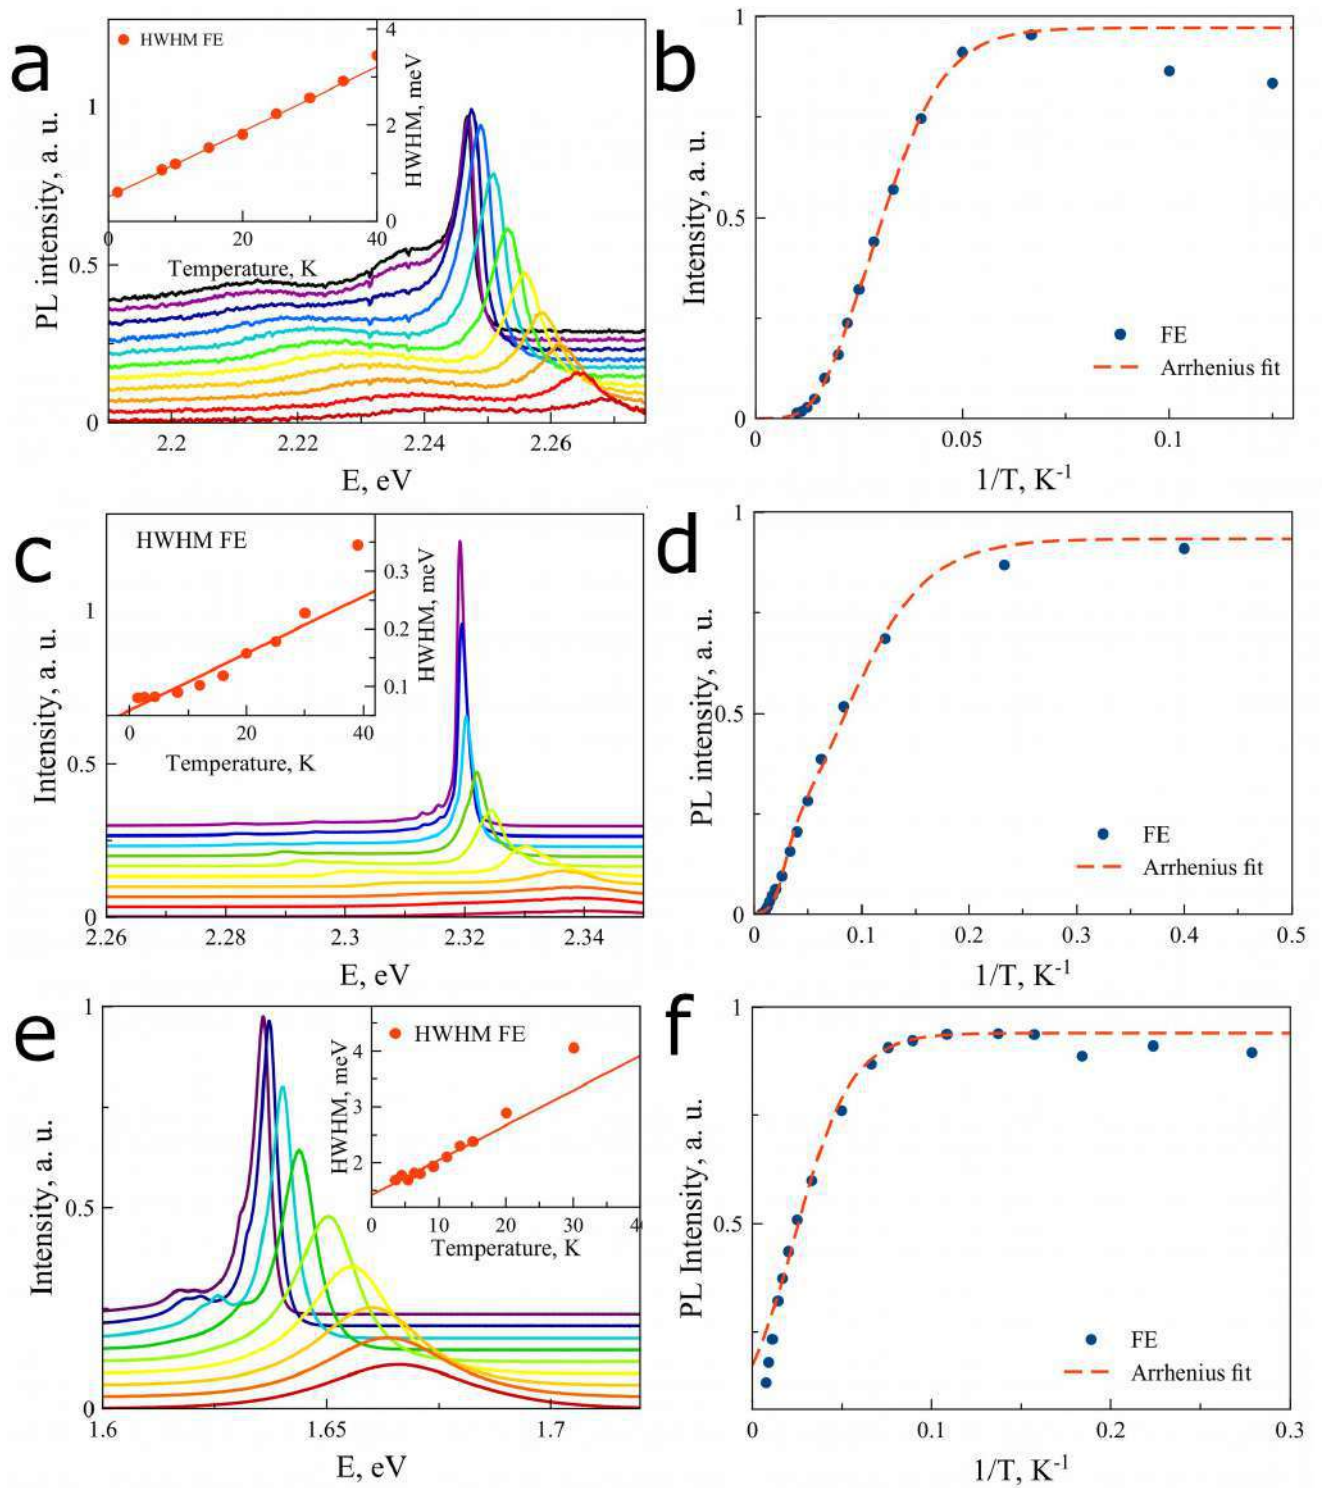 a
HWHM FE
4
2
0
HWHM, meV
0
20
40
Temperature, K
1
0.5
0
PL intensity, a. u.
2.2
2.22
2.24
2.26
E, eV
b
1
0.5
0
Intensity, a. u.
FE
Arrhenius fit
0
0.05
0.1
1/T, K⁻¹
c
HWHM FE
0.3
0.2
0.1
HWHM, meV
0
20
40
Temperature, K
1
0.5
0
Intensity, a. u.
2.26
2.28
2.3
2.32
2.34
E, eV
d
1
0.5
0
PL intensity, a. u.
FE
Arrhenius fit
0
0.1
0.2
0.3
0.4
0.5
1/T, K⁻¹
e
HWHM FE
4
3
2
HWHM, meV
0
10
20
30
40
Temperature, K
1
0.5
0
Intensity, a. u.
1.6
1.65
1.7
E, eV
f
1
0.5
PL Intensity, a. u.
FE
Arrhenius fit
0
0.1
0.2
0.3
1/T, K⁻¹